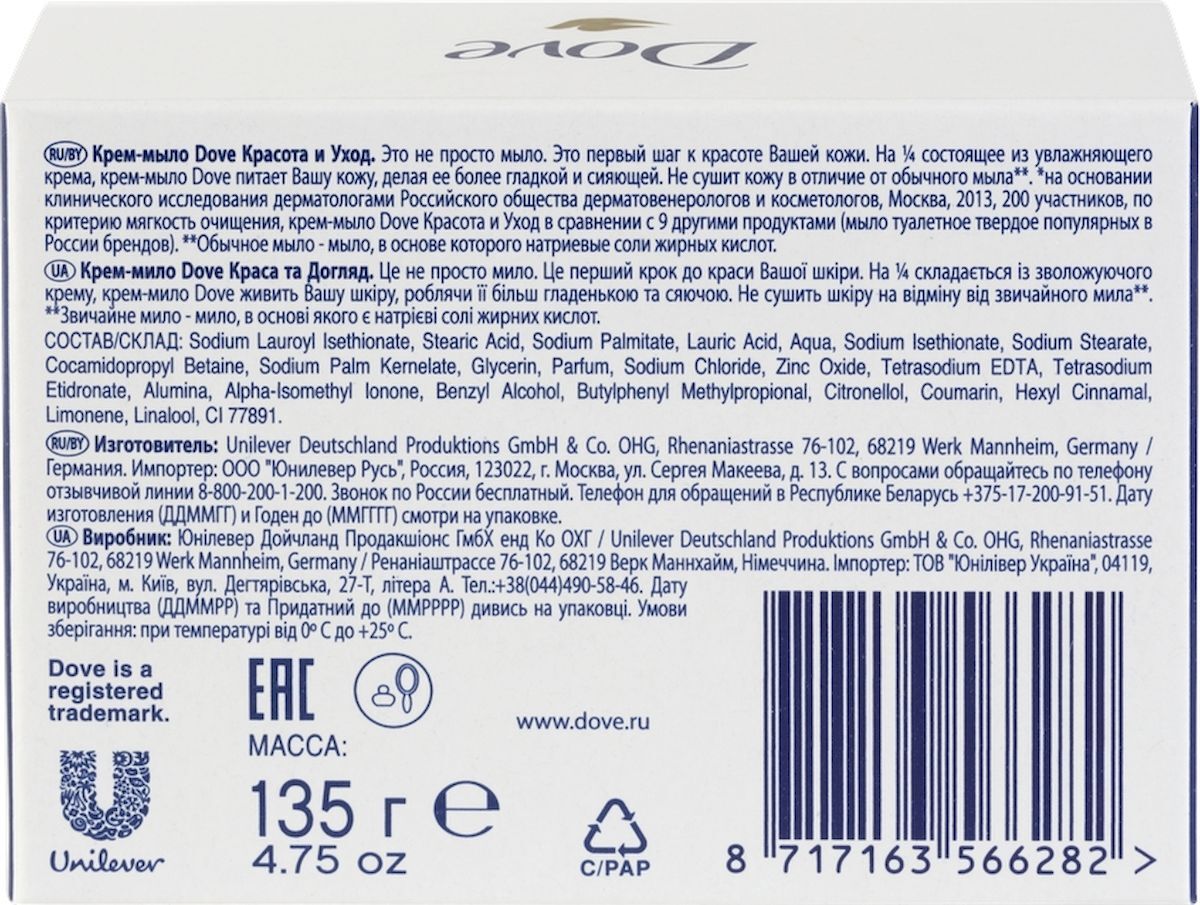 Dove
RU/BY Крем-мыло Dove Красота и Уход. Это не просто мыло. Это первый шаг к красоте Вашей кожи. На ¼ состоящее из увлажняющего
крема, крем-мыло Dove питает Вашу кожу, делая ее более гладкой и сияющей. Не сушит кожу в отличие от обычного мыла**. *на основании
клинического исследования дерматологами Российского общества дерматовенерологов и косметологов, Москва, 2013, 200 участников, по
критерию мягкость очищения, крем-мыло Dove Красота и Уход в сравнении с 9 другими продуктами (мыло туалетное твердое популярных в
России брендов). **Обычное мыло - мыло, в основе которого натриевые соли жирных кислот.
UA Крем-мило Dove Краса та Догляд. Це не просто мило. Це перший крок до краси Вашої шкіри. На ¼ складається із зволожуючого
крему, крем-мило Dove живить Вашу шкіру, роблячи її більш гладенькою та сяючою. Не сушить шкіру на відміну від звичайного мила**.
**Звичайне мило - мило, в основі якого є натрієві солі жирних кислот.
СОСТАВ/СКЛАД: Sodium Lauroyl Isethionate, Stearic Acid, Sodium Palmitate, Lauric Acid, Aqua, Sodium Isethionate, Sodium Stearate,
Cocamidopropyl Betaine, Sodium Palm Kernelate, Glycerin, Parfum, Sodium Chloride, Zinc Oxide, Tetrasodium EDTA, Tetrasodium
Etidronate, Alumina, Alpha-Isomethyl Ionone, Benzyl Alcohol, Butylphenyl Methylpropional, Citronellol, Coumarin, Hexyl Cinnamal,
Limonene, Linalool, CI 77891.
RU/BY Изготовитель: Unilever Deutschland Produktions GmbH & Co. OHG, Rhenaniastrasse 76-102, 68219 Werk Mannheim, Germany /
Германия. Импортер: ООО "Юнилевер Русь", Россия, 123022, г. Москва, ул. Сергея Макеева, д. 13. С вопросами обращайтесь по телефону
отзывчивой линии 8-800-200-1-200. Звонок по России бесплатный. Телефон для обращений в Республике Беларусь +375-17-200-91-51. Дату
изготовления (ДДММГГ) и Годен до (ММГГГГ) смотри на упаковке.
UA Виробник: Юнілевер Дойчланд Продакшіонс ГмбХ енд Ко ОХГ / Unilever Deutschland Produktions GmbH & Co. OHG, Rhenaniastrasse
76-102, 68219 Werk Mannheim, Germany / Ренаніаштрассе 76-102, 68219 Верк Маннхайм, Німеччина. Імпортер: ТОВ "Юнілівер Україна", 04119,
Україна, м. Київ, вул. Дегтярівська, 27-Т, літера А. Тел.:+38(044)490-58-46. Дату
виробництва (ДДММРР) та Придатний до (ММРРРР) дивись на упаковці. Умови
зберігання: при температурі від 0º С до +25º С.
Dove is a
registered
trademark.
EAC
www.dove.ru
МАССА:
135 г e
4.75 oz
Unilever
C/PAP
8 717163 566282 >